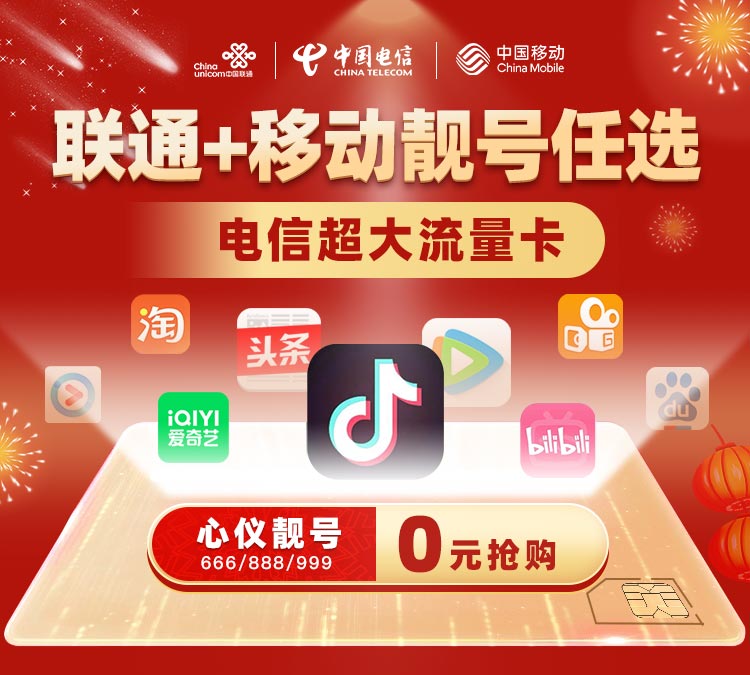 China
unicom中国联通
中国电信
CHINA TELECOM
中国移动
China Mobile
联通+移动靓号任选
电信超大流量卡
淘
头条
iQIYI
爱奇艺
du
bilibili
心仪靓号
666/888/999
0元抢购